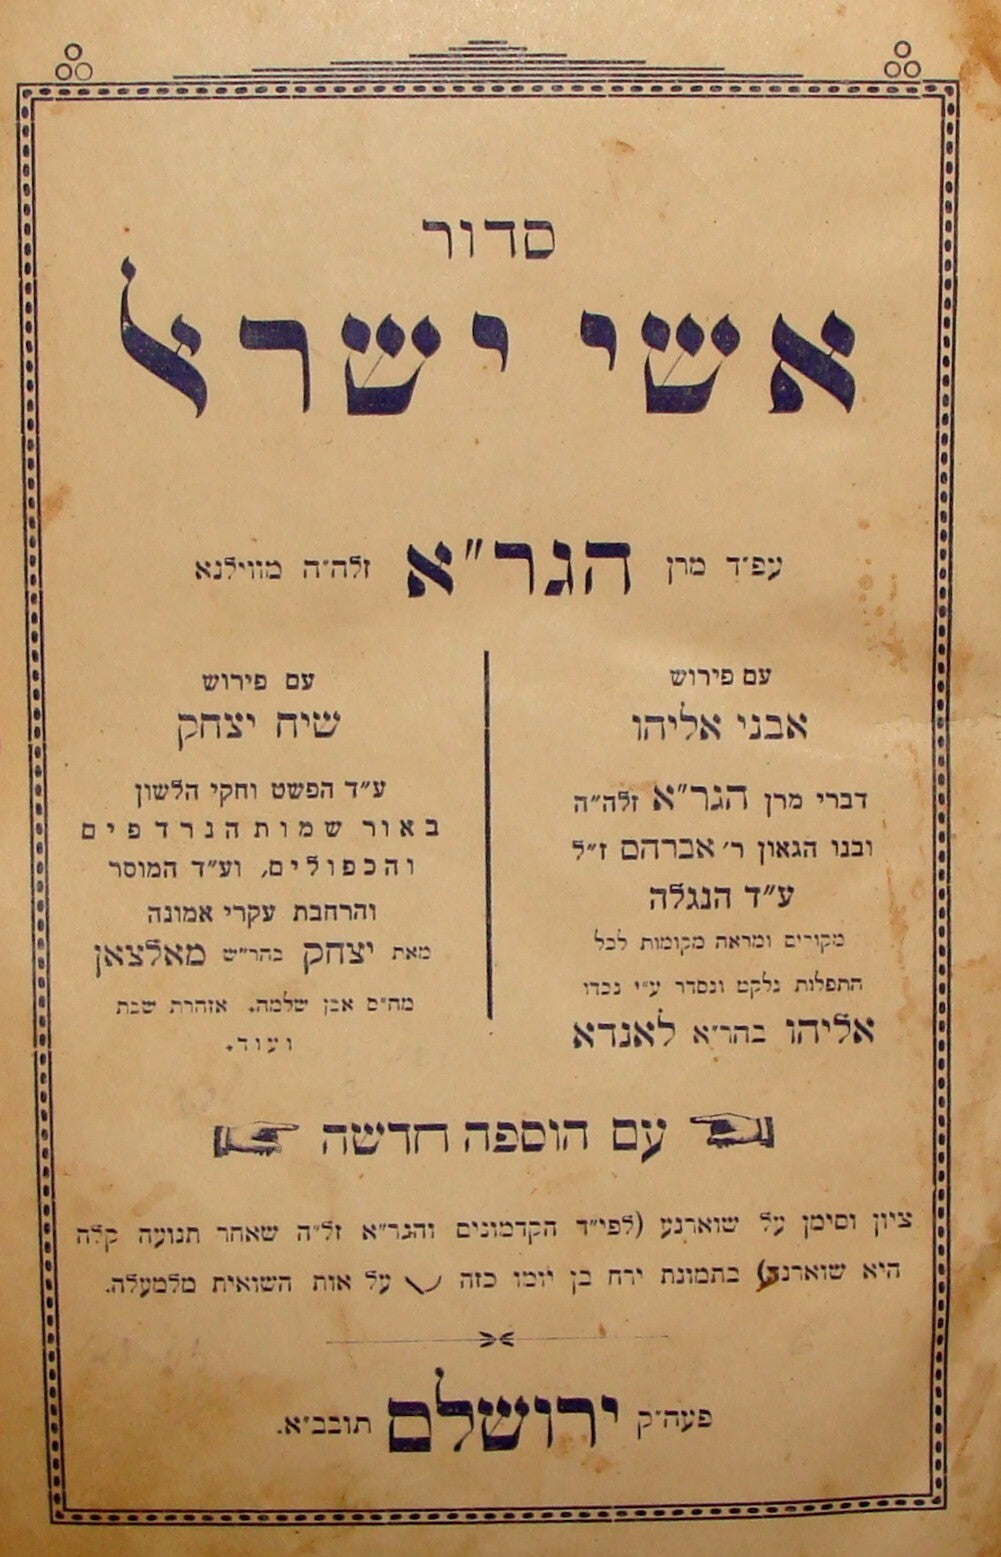 סדור
אשי ישראל
עפ״ד מרן הגר״א זלה״ה מווילנא
עם פירוש
אבני אליהו
דברי מרן הגר״א זלה״ה
ובנו הגאון ר׳ אברהם ז״ל
ע״ד הנגלה
מקורים ומראה מקומות לכל
התפלות נלקט ונסדר ע״י נכדו
אליהו בהר״א לאנדא
עם פירוש
שיח יצחק
ע״ד הפשט וחקי הלשון
באור שמות הנרדפים
והכפולים, וע״ד המוסר
והרחבת עקרי אמונה
מאת יצחק בהר״ש מאלצאן
מח״ס אבן שלמה. אזהרת שבת
ועוד.
עם הוספה חדשה
ציון וסימן על שווארנע (לפי״ד הקדמונים והגר״א זל״ה שאחר תנועה קלה
היא שווארנע) בתמונת ירח בן יומו כזה על אות השואית מלמעלה.
פעה״ק ירושלם תובב״א.